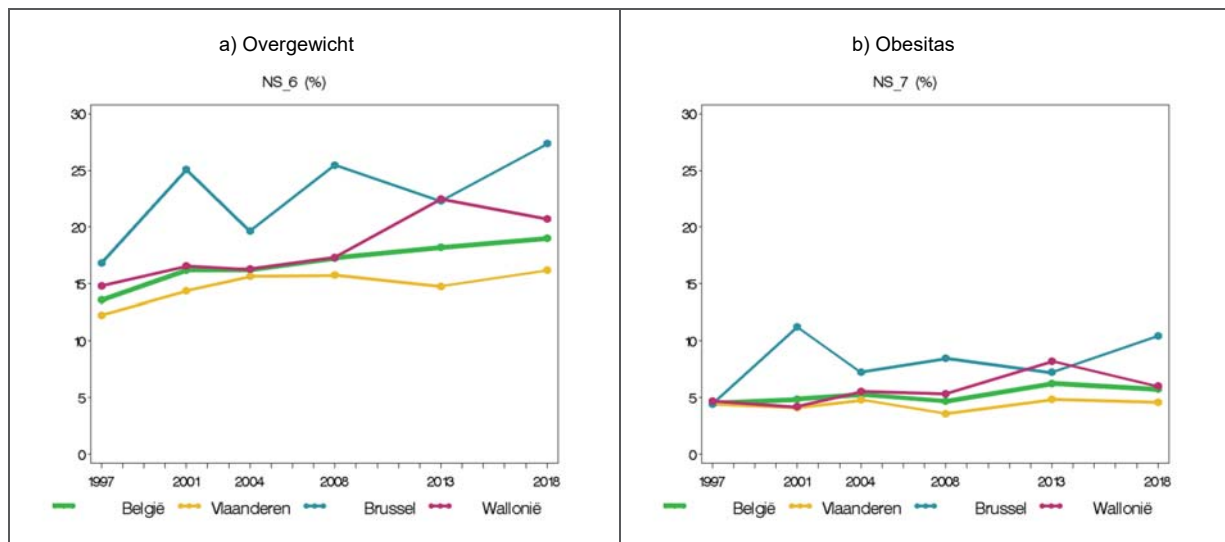 a) Overgewicht
NS_6 (%)
30
25
20
15
10
5
0
1997 2001 2004 2008 2013 2018
België Vlaanderen Brussel Wallonië
b) Obesitas
NS_7 (%)
30
25
20
15
10
5
0
1997 2001 2004 2008 2013 2018
België Vlaanderen Brussel Wallonië